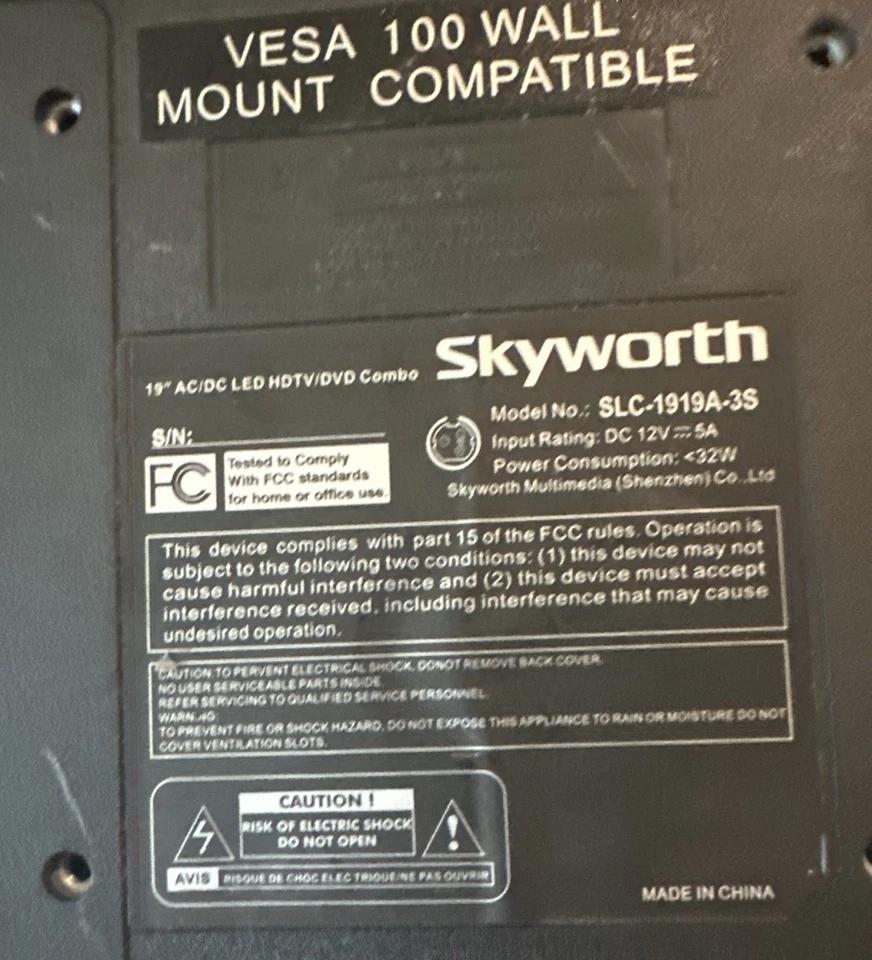 VESA 100 WALL
MOUNT COMPATIBLE
Skyworth
19" AC/DC LED HDTV/DVD Combo
Model No.: SLC-1919A-3S
S/N:
Input Rating: DC 12V⎓5A
Power Consumption: <32W
Skyworth Multimedia (Shenzhen) Co.,Ltd
FC
Tested to Comply
With FCC standards
for home or office use.
This device complies with part 15 of the FCC rules. Operation is
subject to the following two conditions: (1) this device may not
cause harmful interference and (2) this device must accept
interference received, including interference that may cause
undesired operation.
CAUTION TO PERVENT ELECTRICAL SHOCK, DONOT REMOVE BACK COVER.
NO USER SERVICEABLE PARTS INSIDE
REFER SERVICING TO QUALIFIED SERVICE PERSONNEL.
TO PREVENT FIRE OR SHOCK HAZARD, DO NOT EXPOSE THIS APPLIANCE TO RAIN OR MOISTURE DO NOT
COVER VENTILATION SLOTS.
CAUTION !
RISK OF ELECTRIC SHOCK
DO NOT OPEN
AVIS RISQUE DE CHOC ELECTRIQUE/NE PAS OUVRIR
MADE IN CHINA